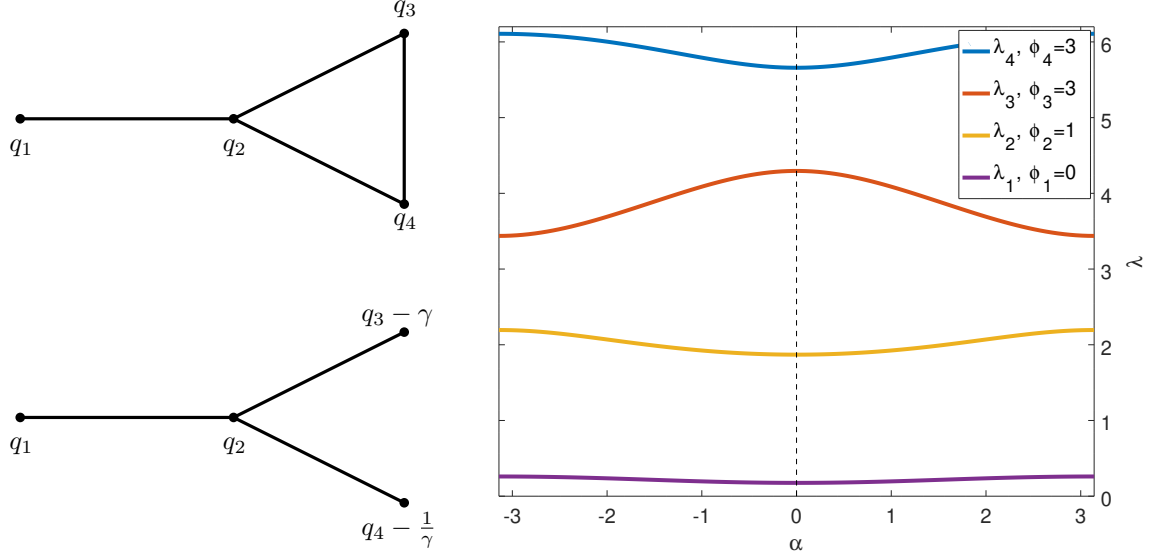 q₃
q₁
q₂
q₄
q₃ − γ
q₁
q₂
q₄ − 1/γ
λ₄, ϕ₄=3
λ₃, ϕ₃=3
λ₂, ϕ₂=1
λ₁, ϕ₁=0
6
5
4
3
2
1
0
λ
-3 -2 -1 0 1 2 3
α